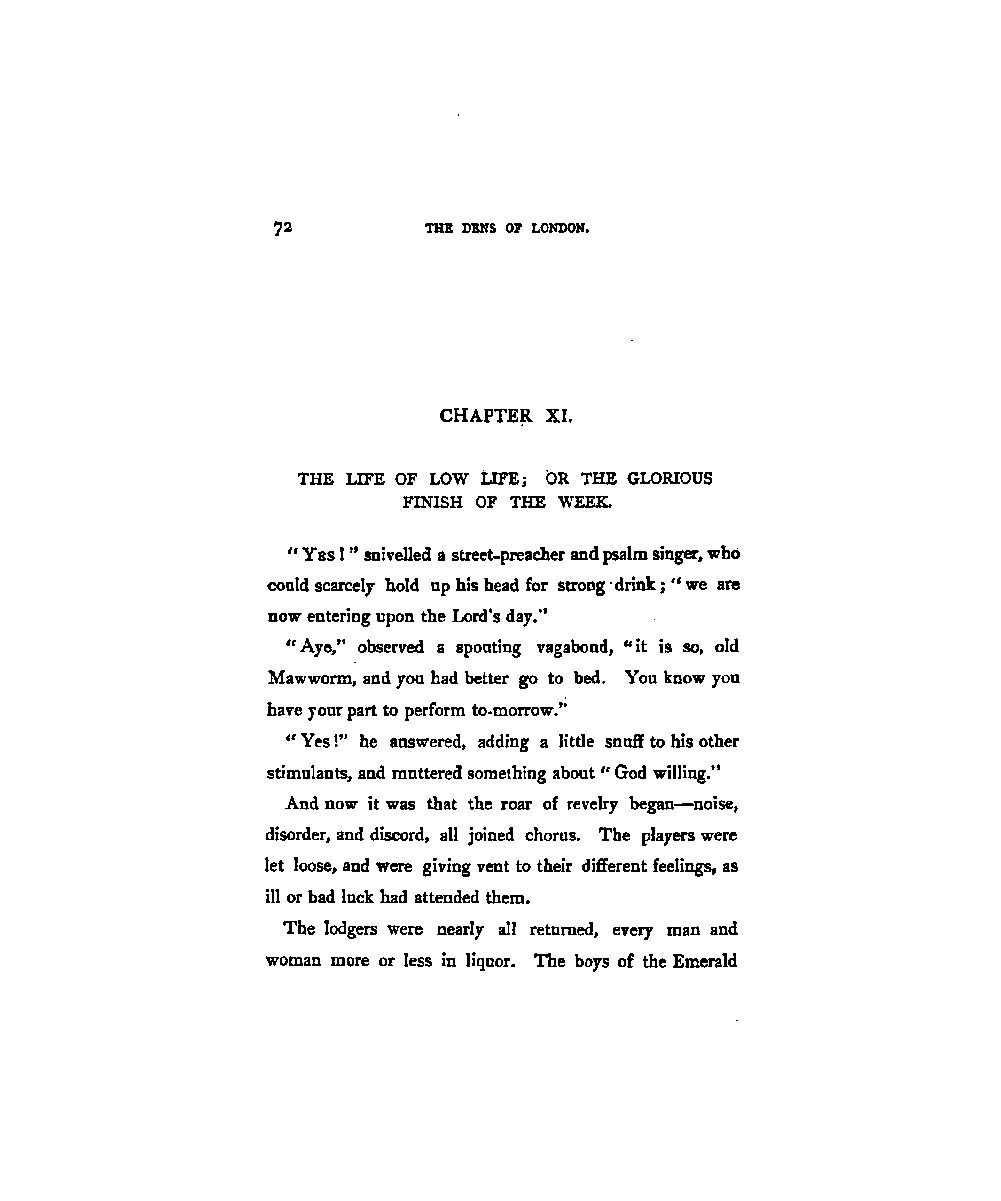 72 THE DENS OF LONDON.
CHAPTER XI.
THE LIFE OF LOW LIFE; OR THE GLORIOUS
FINISH OF THE WEEK.
"YES!" snivelled a street-preacher and psalm singer, who
could scarcely hold up his head for strong drink; "we are
now entering upon the Lord's day."
"Aye," observed a spouting vagabond, "it is so, old
Mawworm, and you had better go to bed. You know you
have your part to perform to-morrow."
"Yes!" he answered, adding a little snuff to his other
stimulants, and muttered something about "God willing."
And now it was that the roar of revelry began—noise,
disorder, and discord, all joined chorus. The players were
let loose, and were giving vent to their different feelings, as
ill or bad luck had attended them.
The lodgers were nearly all returned, every man and
woman more or less in liquor. The boys of the Emerald